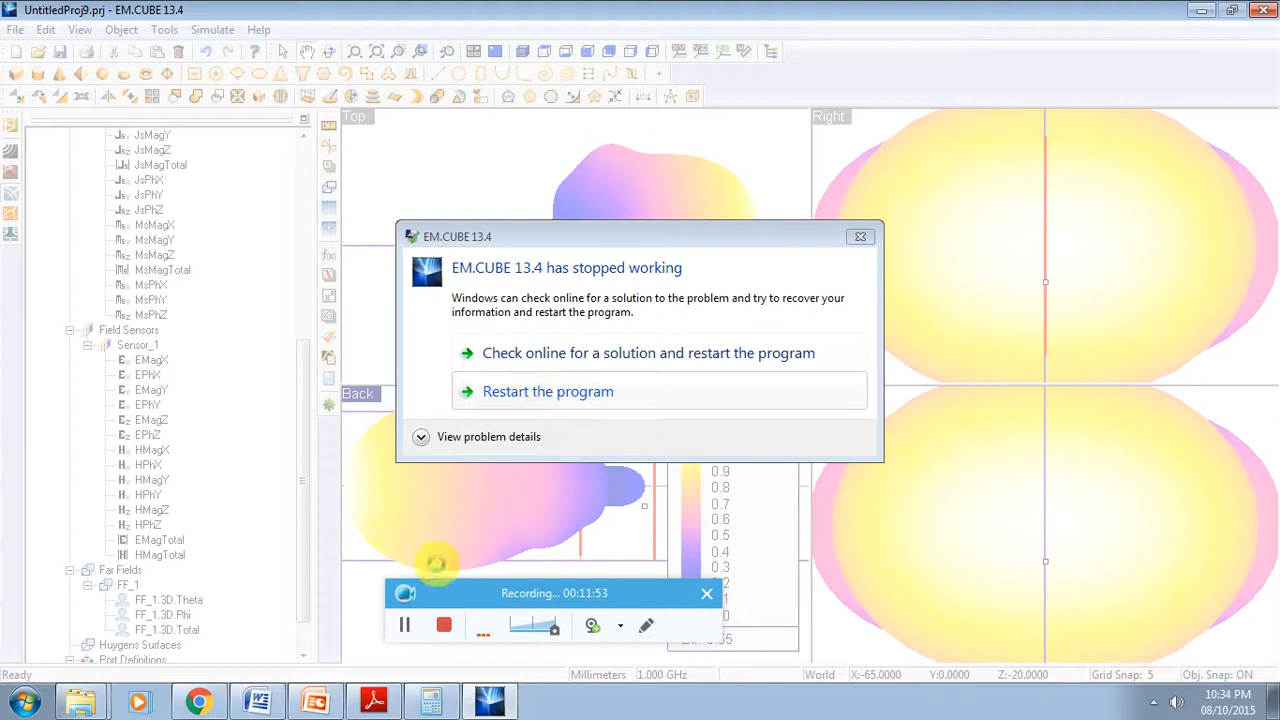 UntitledProj9.prj - EM.CUBE 13.4
File Edit View Object Tools Simulate Help
Top
Right
Back
JsMagY
JsMagZ
JsMagTotal
JsPhX
JsPhY
JsPhZ
MsMagX
MsMagY
MsMagZ
MsMagTotal
MsPhX
MsPhY
MsPhZ
Field Sensors
Sensor_1
EMagX
EPhX
EMagY
EPhY
EMagZ
EPhZ
HMagX
HPhX
HMagY
HPhY
HMagZ
HPhZ
EMagTotal
HMagTotal
Far Fields
FF_1
FF_1.3D.Theta
FF_1.3D.Phi
FF_1.3D.Total
Huygens Surfaces
Port Definitions
EM.CUBE 13.4
EM.CUBE 13.4 has stopped working
Windows can check online for a solution to the problem and try to recover your
information and restart the program.
Check online for a solution and restart the program
Restart the program
View problem details
0.9
0.8
0.7
0.6
0.5
0.4
0.3
Recording... 00:11:53
Ready
Millimeters 1.000 GHz World X:-65.0000 Y:0.0000 Z:-20.0000 Grid Snap: 5 Obj. Snap: ON
10:34 PM
08/10/2015